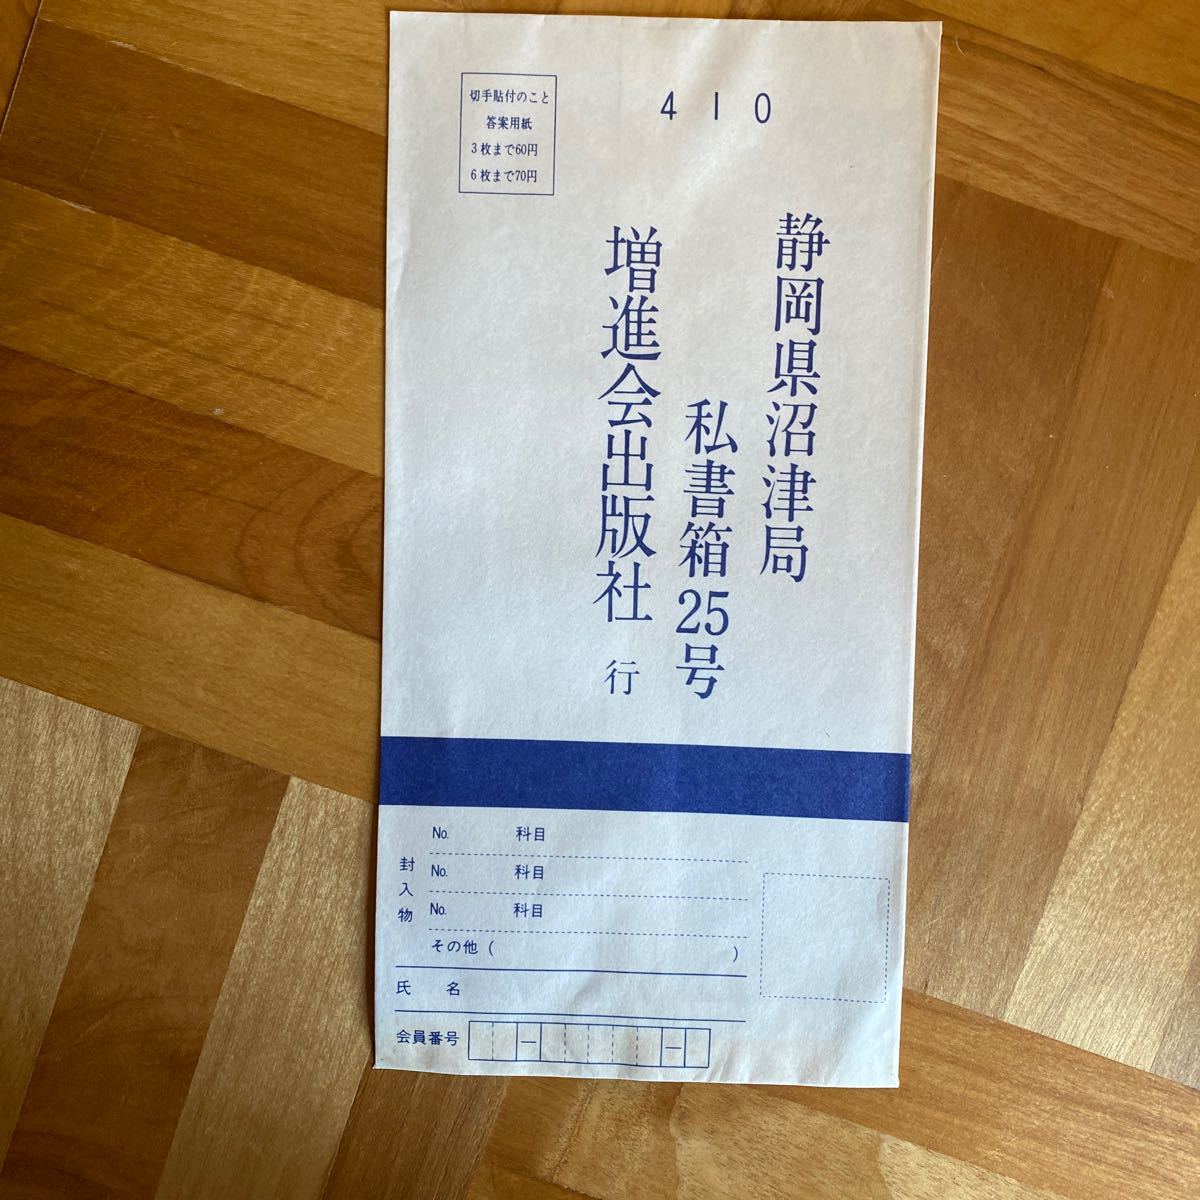 切手貼付のこと
答案用紙
3枚まで60円
6枚まで70円
410
静岡県沼津局
私書箱25号
増進会出版社 行
封入物
No. 科目
No. 科目
No. 科目
その他( )
氏 名
会員番号 - -